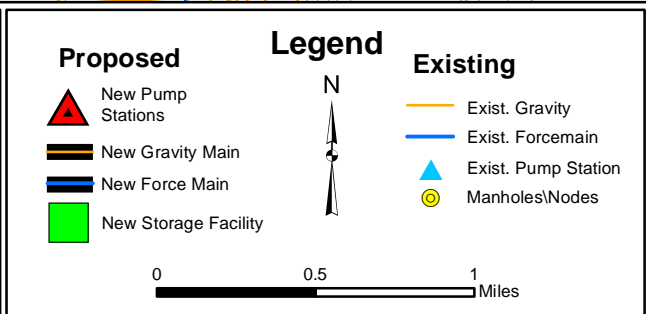 Legend
Proposed
New Pump
Stations
New Gravity Main
New Force Main
New Storage Facility
N
Existing
Exist. Gravity
Exist. Forcemain
Exist. Pump Station
Manholes\Nodes
0 0.5 1
Miles